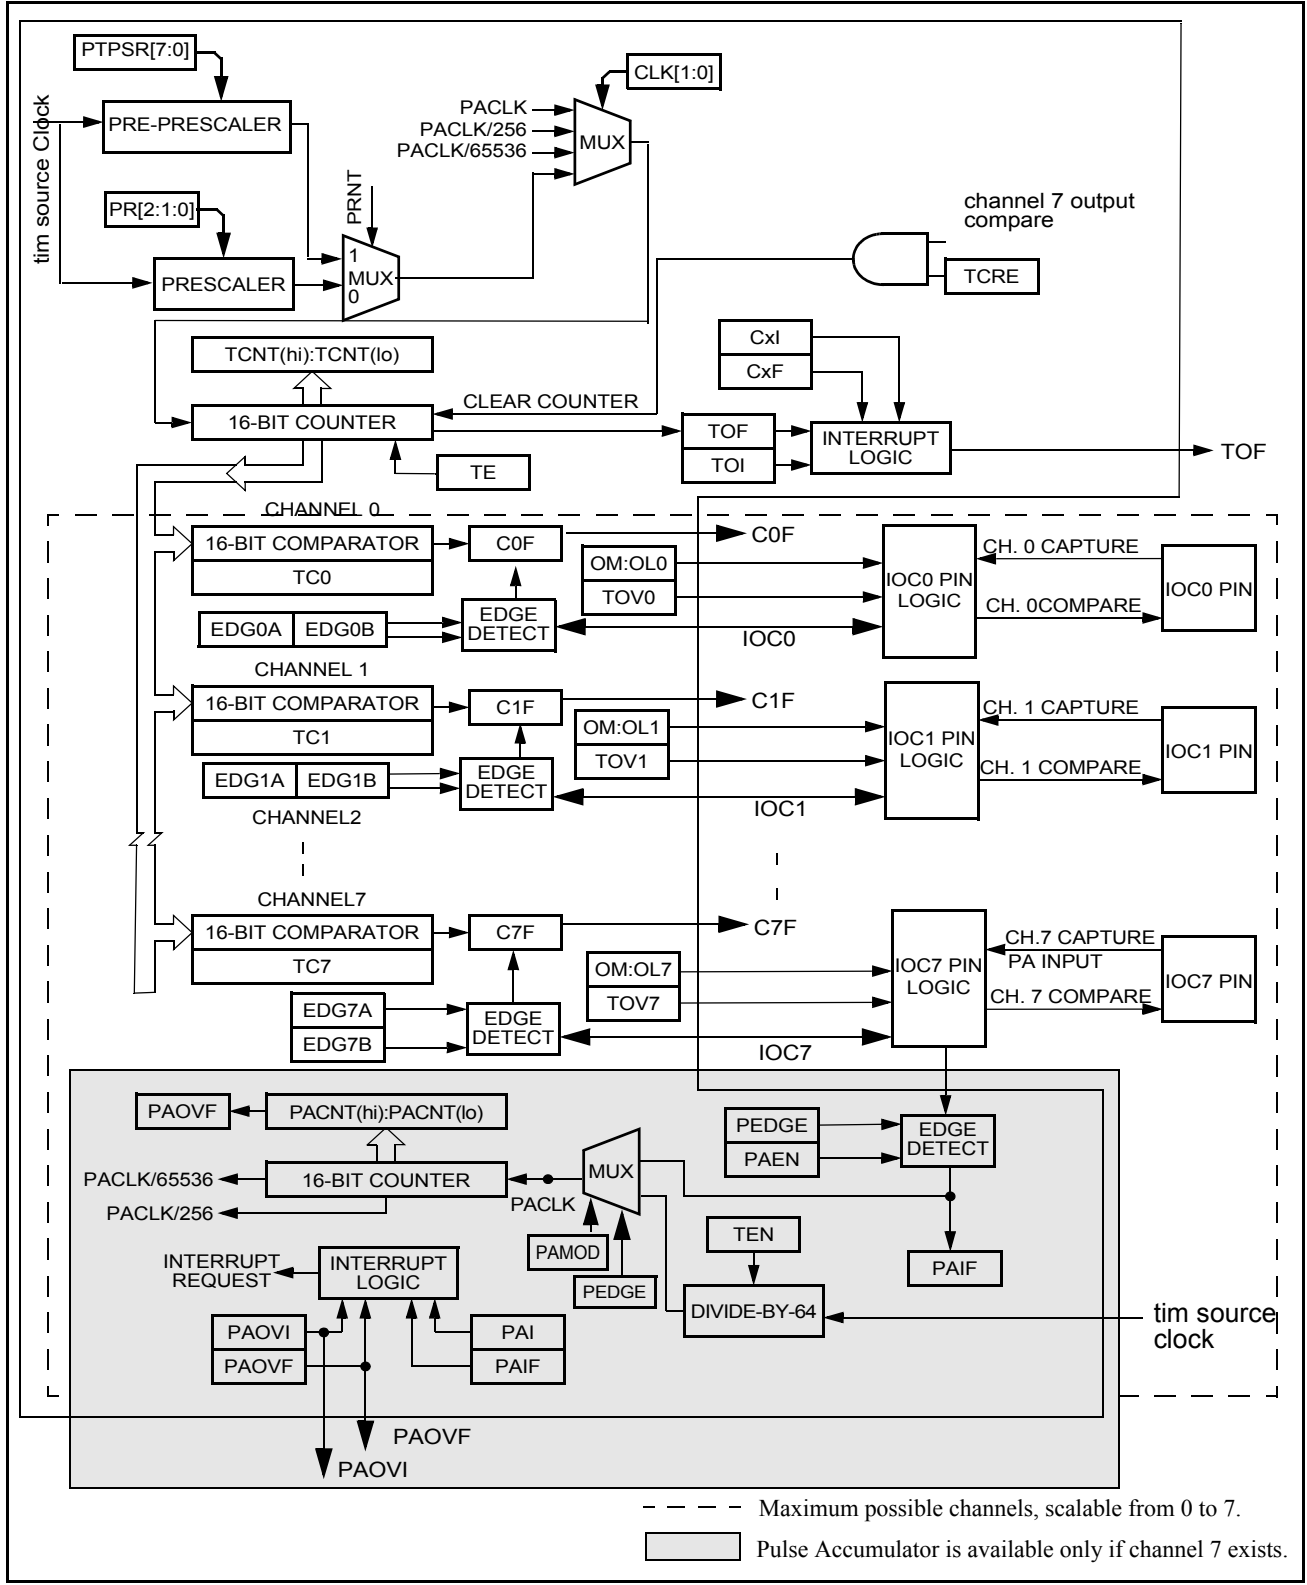 PTPSR[7:0]
CLK[1:0]
tim source Clock
PRE-PRESCALER
PACLK
PACLK/256
PACLK/65536
MUX
PR[2:1:0]
PRNT
channel 7 output
compare
PRESCALER
1
MUX
0
TCRE
CxI
CxF
TCNT(hi):TCNT(lo)
CLEAR COUNTER
16-BIT COUNTER
TOF
TOI
INTERRUPT
LOGIC
TOF
TE
CHANNEL 0
16-BIT COMPARATOR
TC0
C0F
C0F
OM:OL0
TOV0
IOC0 PIN
LOGIC
CH. 0 CAPTURE
CH. 0COMPARE
IOC0 PIN
EDG0A
EDG0B
EDGE
DETECT
IOC0
CHANNEL 1
16-BIT COMPARATOR
TC1
C1F
C1F
OM:OL1
TOV1
IOC1 PIN
LOGIC
CH. 1 CAPTURE
CH. 1 COMPARE
IOC1 PIN
EDG1A
EDG1B
EDGE
DETECT
IOC1
CHANNEL2
CHANNEL7
16-BIT COMPARATOR
TC7
C7F
C7F
OM:OL7
TOV7
IOC7 PIN
LOGIC
CH.7 CAPTURE
PA INPUT
CH. 7 COMPARE
IOC7 PIN
EDG7A
EDG7B
EDGE
DETECT
IOC7
PAOVF
PACNT(hi):PACNT(lo)
PEDGE
PAEN
EDGE
DETECT
PACLK/65536
16-BIT COUNTER
PACLK
MUX
PACLK/256
PAMOD
PEDGE
TEN
PAIF
INTERRUPT
REQUEST
INTERRUPT
LOGIC
DIVIDE-BY-64
tim source
clock
PAOVI
PAOVF
PAI
PAIF
PAOVF
PAOVI
Maximum possible channels, scalable from 0 to 7.
Pulse Accumulator is available only if channel 7 exists.